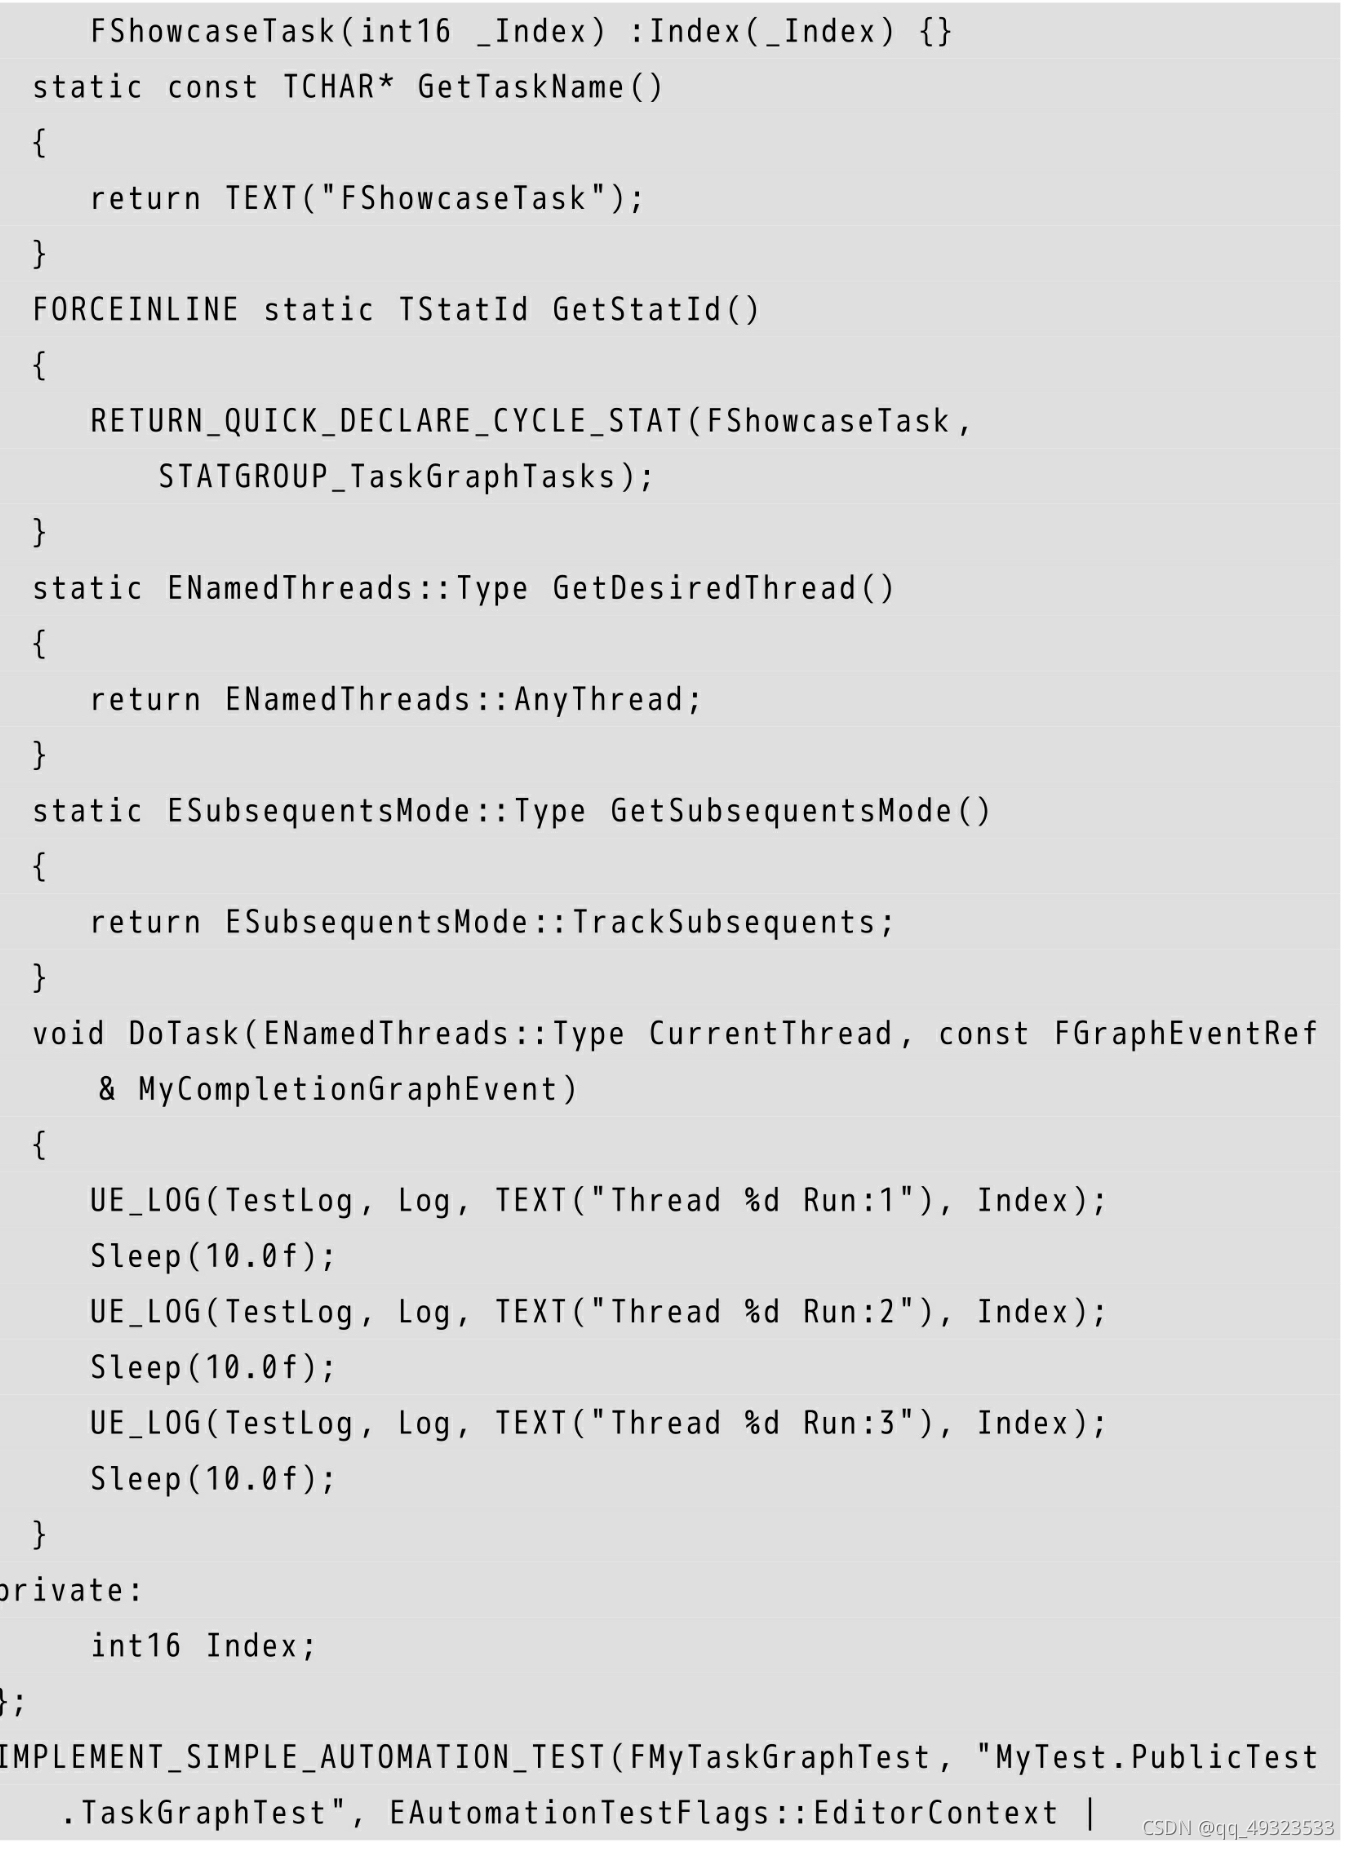 FShowcaseTask(int16 _Index) :Index(_Index) {}
static const TCHAR* GetTaskName()
{
return TEXT("FShowcaseTask");
}
FORCEINLINE static TStatId GetStatId()
{
RETURN_QUICK_DECLARE_CYCLE_STAT(FShowcaseTask,
STATGROUP_TaskGraphTasks);
}
static ENamedThreads::Type GetDesiredThread()
{
return ENamedThreads::AnyThread;
}
static ESubsequentsMode::Type GetSubsequentsMode()
{
return ESubsequentsMode::TrackSubsequents;
}
void DoTask(ENamedThreads::Type CurrentThread, const FGraphEventRef
& MyCompletionGraphEvent)
{
UE_LOG(TestLog, Log, TEXT("Thread %d Run:1"), Index);
Sleep(10.0f);
UE_LOG(TestLog, Log, TEXT("Thread %d Run:2"), Index);
Sleep(10.0f);
UE_LOG(TestLog, Log, TEXT("Thread %d Run:3"), Index);
Sleep(10.0f);
}
private:
int16 Index;
};
IMPLEMENT_SIMPLE_AUTOMATION_TEST(FMyTaskGraphTest, "MyTest.PublicTest
.TaskGraphTest", EAutomationTestFlags::EditorContext |
CSDN @qq_49323533